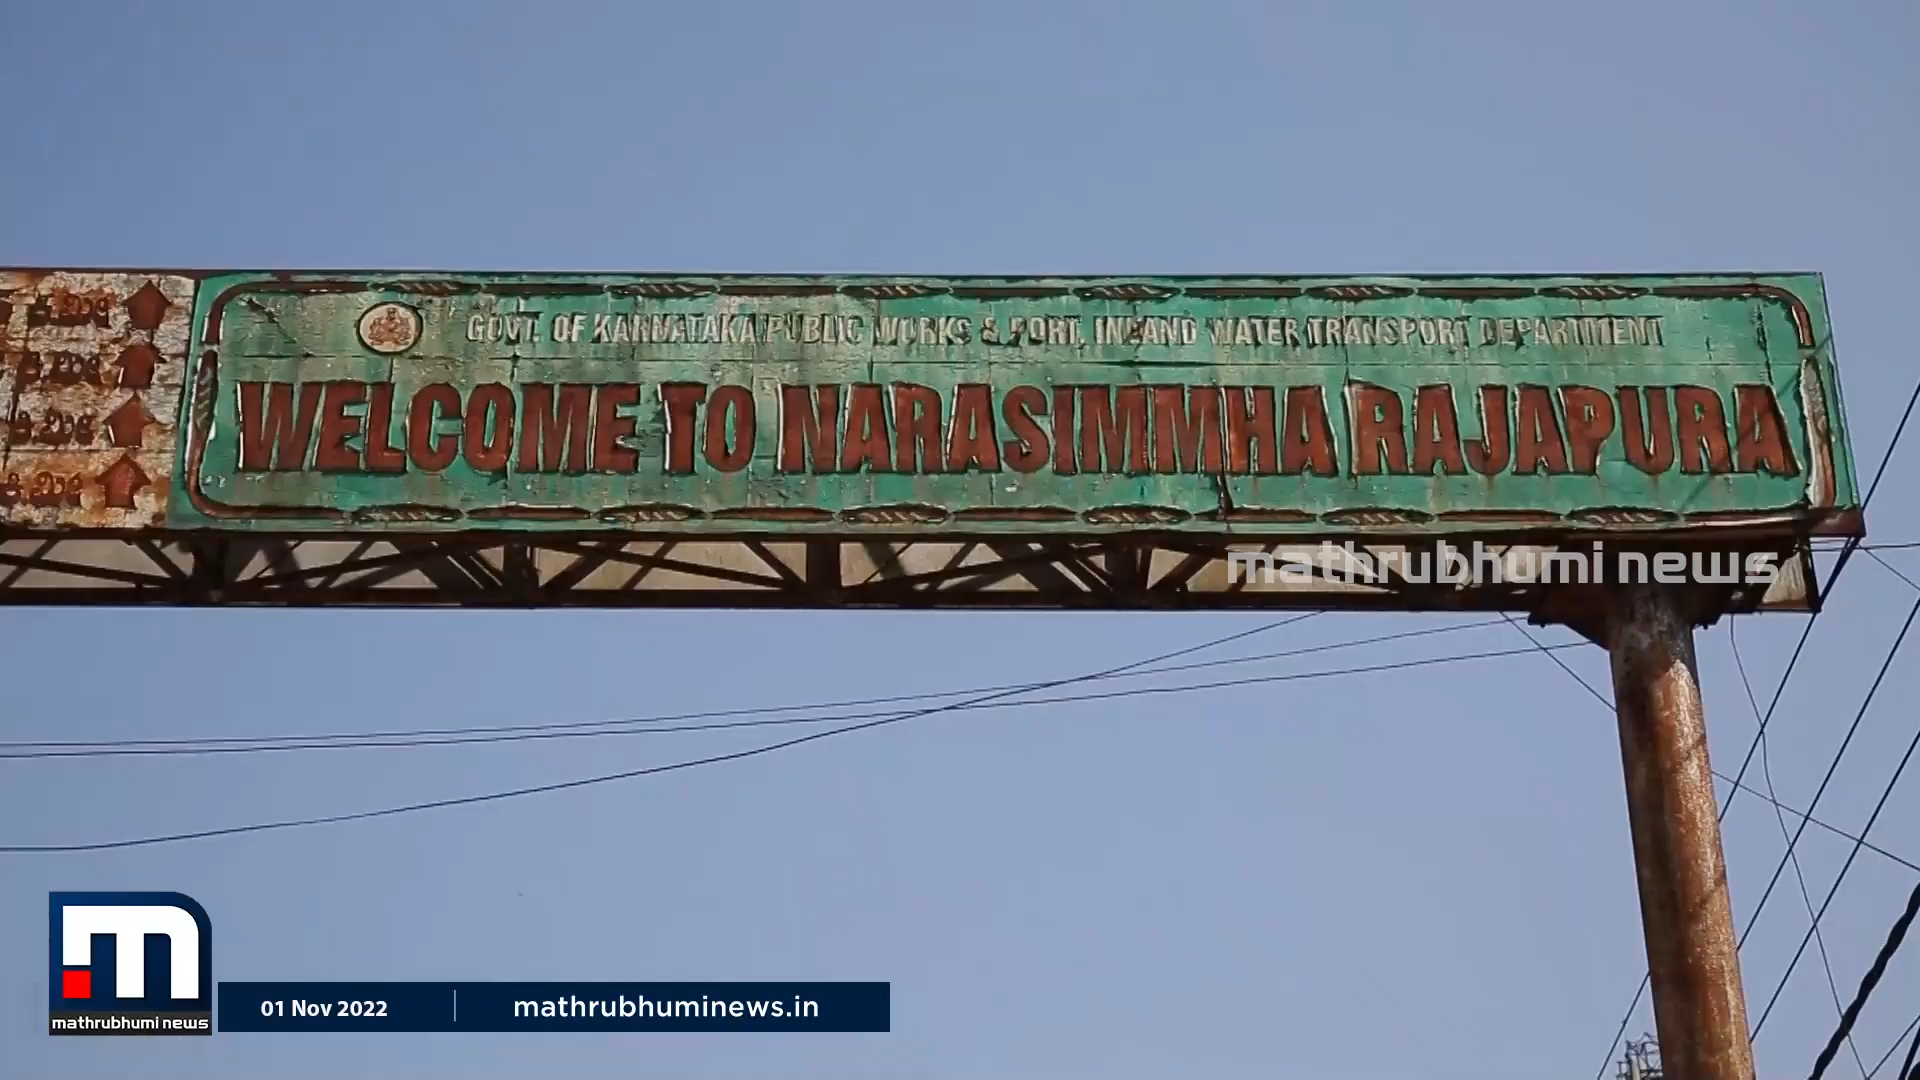 GOVT. OF KARNATAKA PUBLIC WORKS & PORT, INLAND WATER TRANSPORT DEPARTMENT
WELCOME TO NARASIMMHA RAJAPURA
ಕಿ.ಮೀ
ಕಿ.ಮೀ
ಕಿ.ಮೀ
ಕಿ.ಮೀ
mathrubhumi news
mathrubhumi news
01 Nov 2022
mathrubhuminews.in